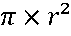 π × r²